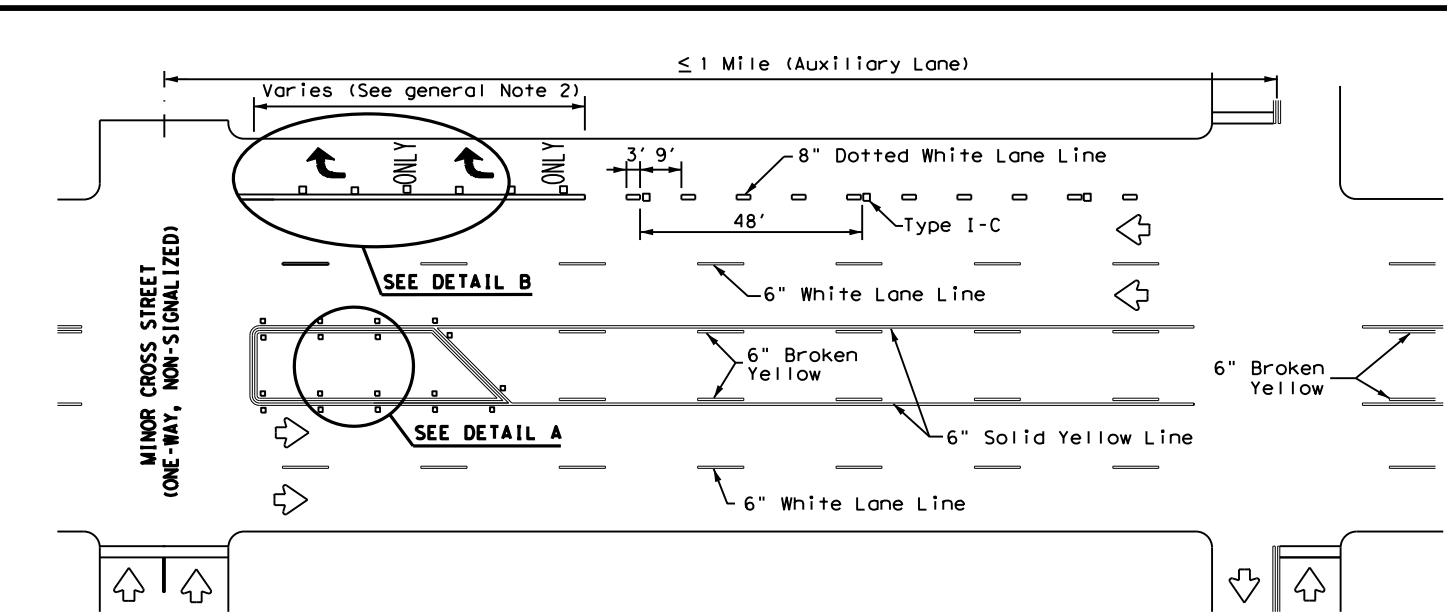 ≤ 1 Mile (Auxiliary Lane)
Varies (See general Note 2)
ONLY
ONLY
3' 9'
8" Dotted White Lane Line
48'
Type I-C
SEE DETAIL B
6" White Lane Line
MINOR CROSS STREET
(ONE-WAY, NON-SIGNALIZED)
6" Broken
Yellow
6" Broken
Yellow
SEE DETAIL A
6" Solid Yellow Line
6" White Lane Line